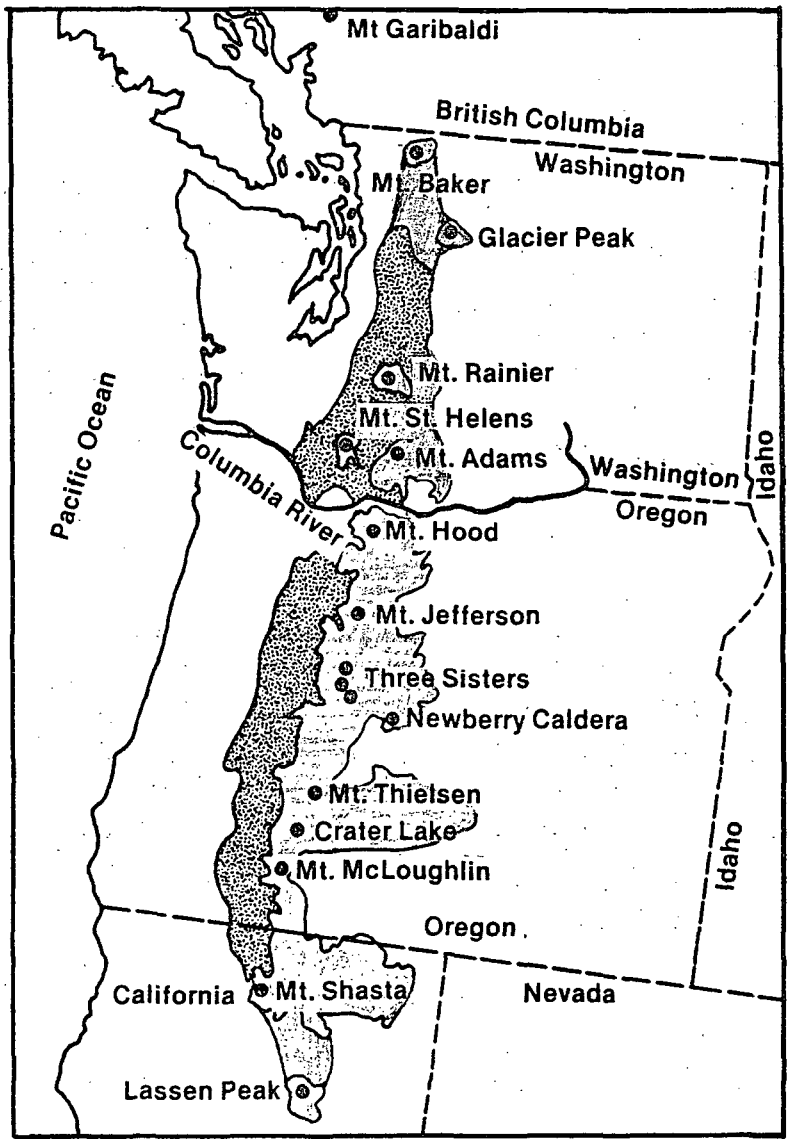 Mt Garibaldi
British Columbia
Washington
Mt. Baker
Glacier Peak
Mt. Rainier
Mt. St. Helens
Mt. Adams
Pacific Ocean
Columbia River
Washington
Idaho
Oregon
Mt. Hood
Mt. Jefferson
Three Sisters
Newberry Caldera
Mt. Thielsen
Crater Lake
Mt. McLoughlin
Idaho
Oregon
California
Mt. Shasta
Nevada
Lassen Peak